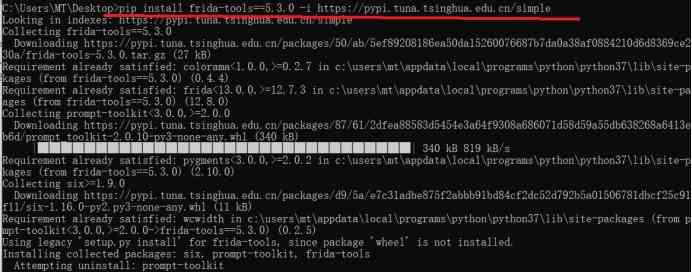 C:\Users\MT\Desktop>pip install frida-tools==5.3.0 -i https://pypi.tuna.tsinghua.edu.cn/simple
Looking in indexes: https://pypi.tuna.tsinghua.edu.cn/simple
Collecting frida-tools==5.3.0
Downloading https://pypi.tuna.tsinghua.edu.cn/packages/50/ab/5ef89208186ea50da15260076687b7da0a38af0884210d6d8369ce2
30a/frida-tools-5.3.0.tar.gz (27 kB)
Requirement already satisfied: colorama<1.0.0,>=0.2.7 in c:\users\mt\appdata\local\programs\python\python37\lib\site-p
kages (from frida-tools==5.3.0) (0.4.4)
Requirement already satisfied: frida<13.0.0,>=12.7.3 in c:\users\mt\appdata\local\programs\python\python37\lib\site-pa
ages (from frida-tools==5.3.0) (12.8.0)
Collecting prompt-toolkit<3.0.0,>=2.0.0
Downloading https://pypi.tuna.tsinghua.edu.cn/packages/87/61/2dfea88583d5454e3a64f9308a686071d58d59a55db638268a6413e
b6d/prompt_toolkit-2.0.10-py3-none-any.whl (340 kB)
340 kB 819 kB/s
Requirement already satisfied: pygments<3.0.0,>=2.0.2 in c:\users\mt\appdata\local\programs\python\python37\lib\site-p
kages (from frida-tools==5.3.0) (2.10.0)
Collecting six>=1.9.0
Downloading https://pypi.tuna.tsinghua.edu.cn/packages/d9/5a/e7c31adbe875f2abbb91bd84cf2dc52d792b5a01506781dbcf25c91
f11/six-1.16.0-py2.py3-none-any.whl (11 kB)
Requirement already satisfied: wcwidth in c:\users\mt\appdata\local\programs\python\python37\lib\site-packages (from p
mpt-toolkit<3.0.0,>=2.0.0->frida-tools==5.3.0) (0.2.5)
Using legacy 'setup.py install' for frida-tools, since package 'wheel' is not installed.
Installing collected packages: six, prompt-toolkit, frida-tools
Attempting uninstall: prompt-toolkit